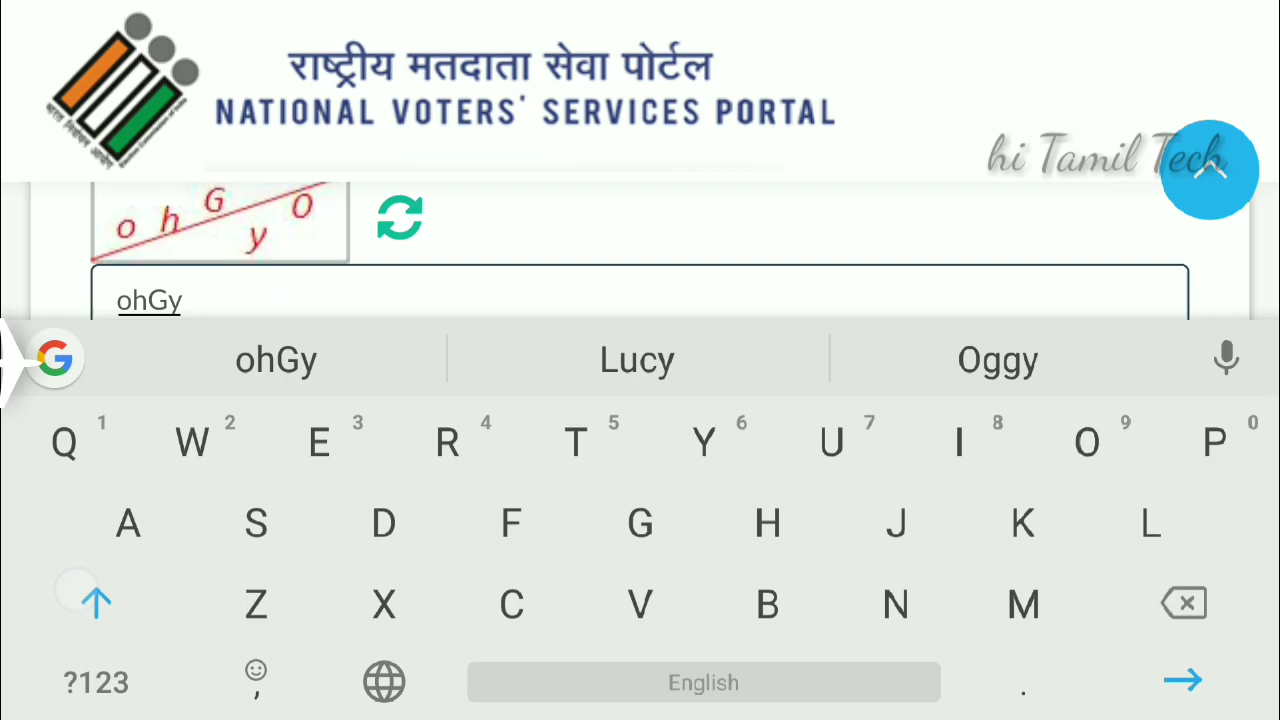 राष्ट्रीय मतदाता सेवा पोर्टल
NATIONAL VOTERS' SERVICES PORTAL
hi Tamil Tech
o h G y O
ohGy
ohGy Lucy Oggy
Q 1 W 2 E 3 R 4 T 5 Y 6 U 7 I 8 O 9 P 0
A S D F G H J K L
Z X C V B N M
?123 , English .